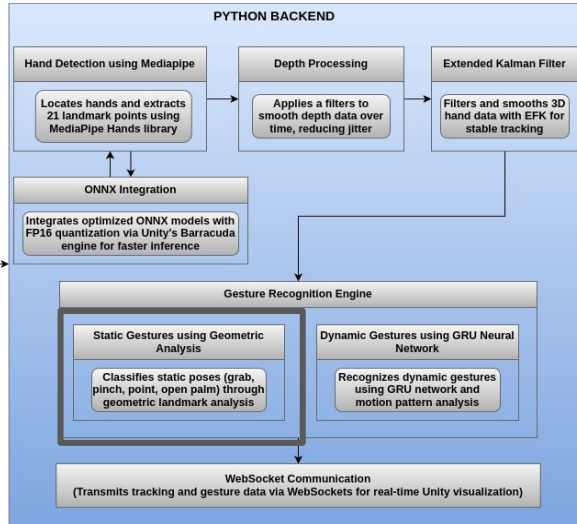 PYTHON BACKEND
Hand Detection using Mediapipe
Locates hands and extracts
21 landmark points using
MediaPipe Hands library
Depth Processing
Applies a filters to
smooth depth data over
time, reducing jitter
Extended Kalman Filter
Filters and smooths 3D
hand data with EFK for
stable tracking
ONNX Integration
Integrates optimized ONNX models with
FP16 quantization via Unity's Barracuda
engine for faster inference
Gesture Recognition Engine
Static Gestures using Geometric
Analysis
Classifies static poses (grab,
pinch, point, open palm) through
geometric landmark analysis
Dynamic Gestures using GRU Neural
Network
Recognizes dynamic gestures
using GRU network and
motion pattern analysis
WebSocket Communication
(Transmits tracking and gesture data via WebSockets for real-time Unity visualization)